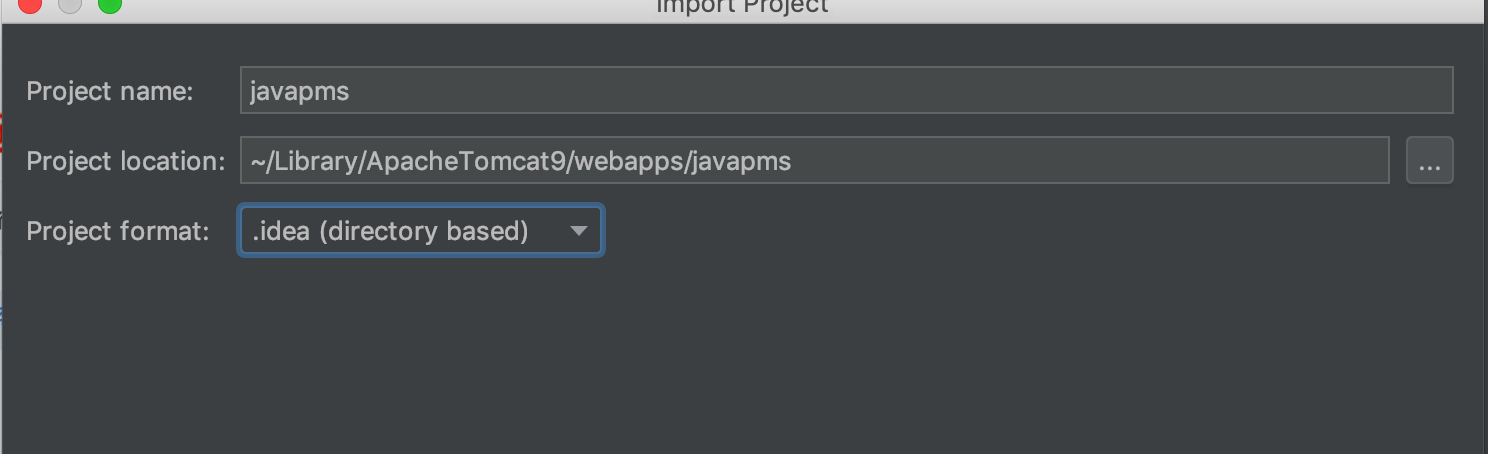 Import Project
Project name: javapms
Project location: ~/Library/ApacheTomcat9/webapps/javapms ...
Project format: .idea (directory based)